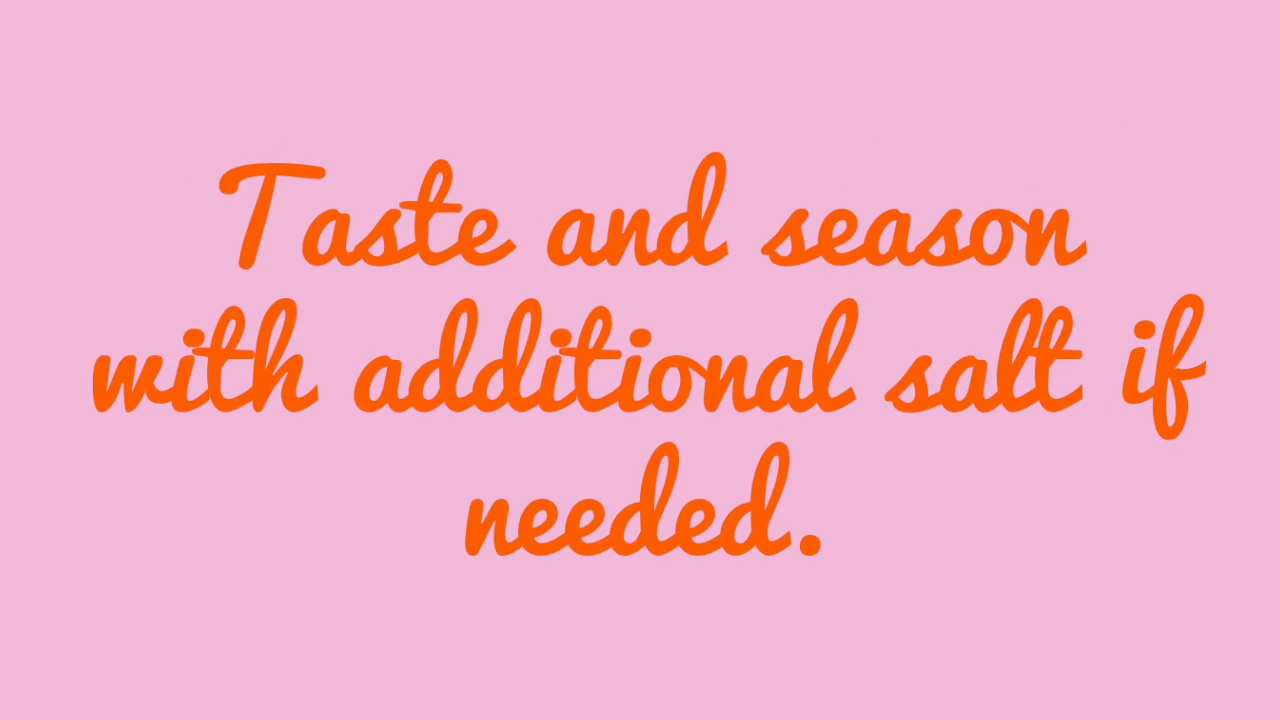 Taste and season
with additional salt if
needed.